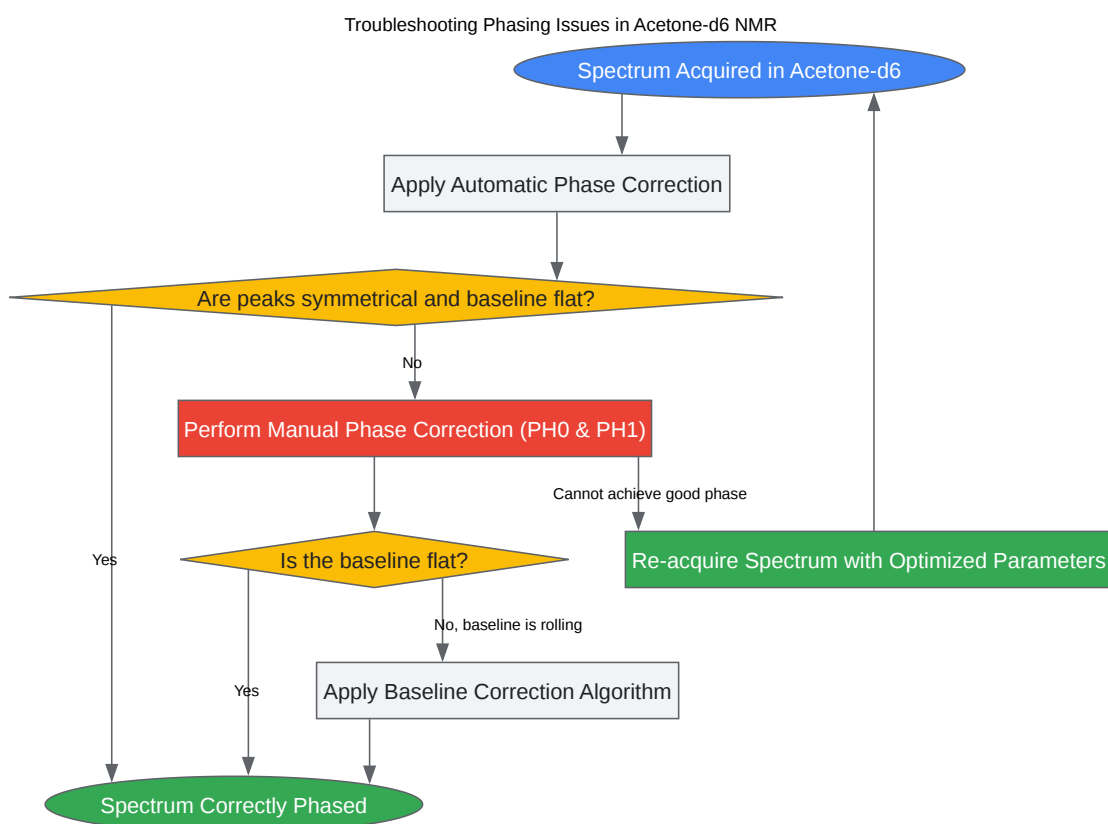 Troubleshooting Phasing Issues in Acetone-d6 NMR
Spectrum Acquired in Acetone-d6
Apply Automatic Phase Correction
Are peaks symmetrical and baseline flat?
No
Perform Manual Phase Correction (PH0 & PH1)
Cannot achieve good phase
Yes
Is the baseline flat?
Re-acquire Spectrum with Optimized Parameters
No, baseline is rolling
Yes
Apply Baseline Correction Algorithm
Spectrum Correctly Phased